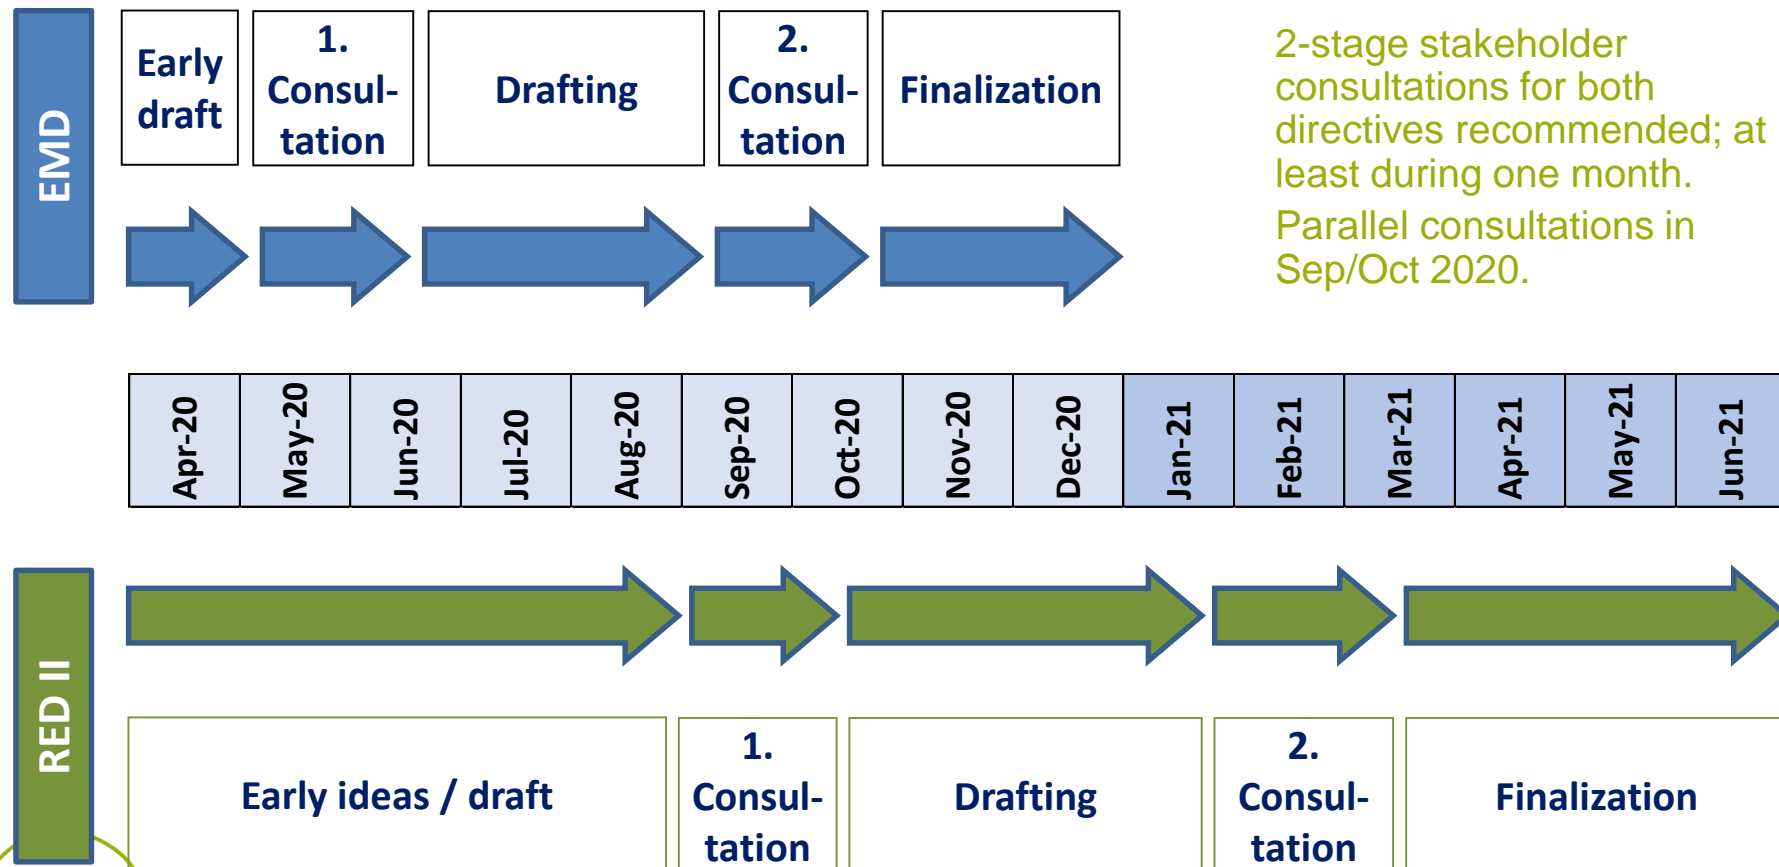 EMD
Early
draft
1.
Consul-
tation
Drafting
2.
Consul-
tation
Finalization
2-stage stakeholder
consultations for both
directives recommended; at
least during one month.
Parallel consultations in
Sep/Oct 2020.
Apr-20
May-20
Jun-20
Jul-20
Aug-20
Sep-20
Oct-20
Nov-20
Dec-20
Jan-21
Feb-21
Mar-21
Apr-21
May-21
Jun-21
RED II
Early ideas / draft
1.
Consul-
tation
Drafting
2.
Consul-
tation
Finalization